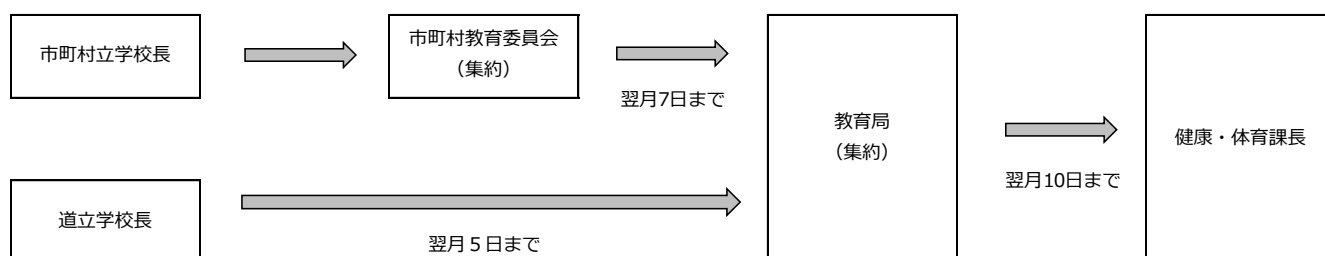 市町村立学校長
市町村教育委員会
（集約）
翌月7日まで
教育局
（集約）
翌月10日まで
健康・体育課長
道立学校長
翌月５日まで